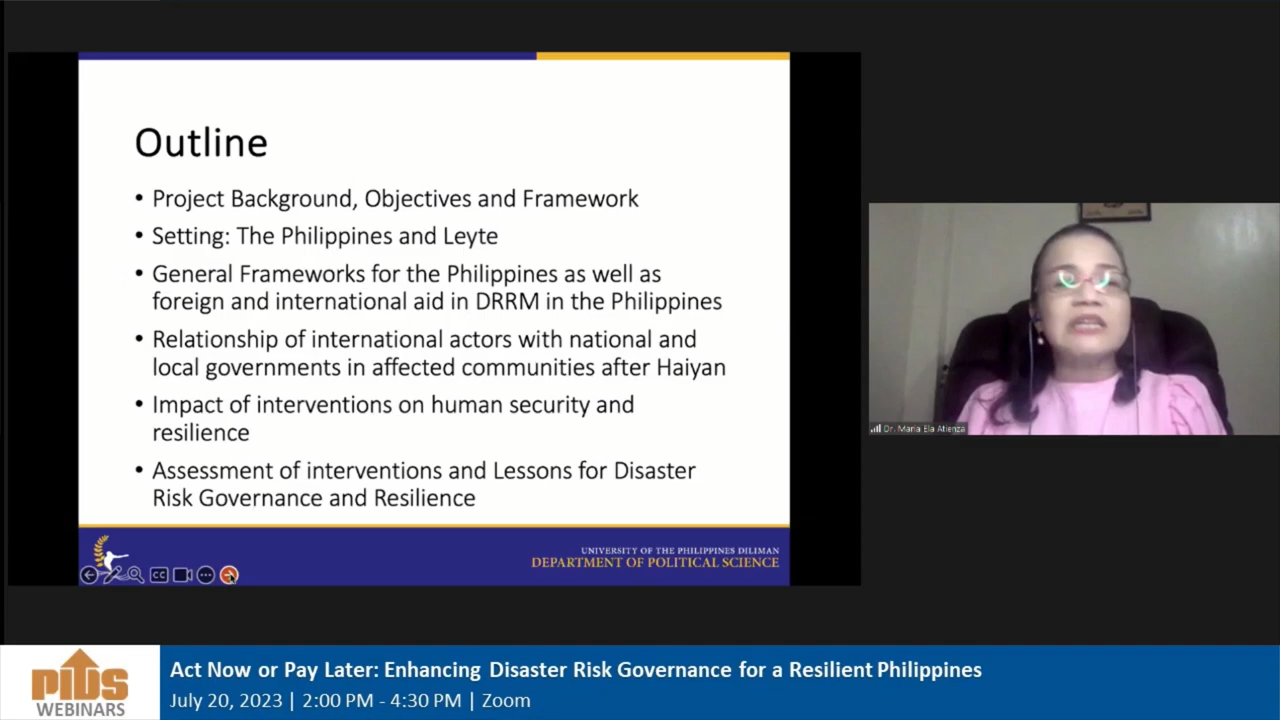 Outline
• Project Background, Objectives and Framework
• Setting: The Philippines and Leyte
• General Frameworks for the Philippines as well as
foreign and international aid in DRRM in the Philippines
• Relationship of international actors with national and
local governments in affected communities after Haiyan
• Impact of interventions on human security and
resilience
• Assessment of interventions and Lessons for Disaster
Risk Governance and Resilience
UNIVERSITY OF THE PHILIPPINES DILIMAN
DEPARTMENT OF POLITICAL SCIENCE
CC
Dr. Maria Ela Atienza
pids
WEBINARS
Act Now or Pay Later: Enhancing Disaster Risk Governance for a Resilient Philippines
July 20, 2023 | 2:00 PM - 4:30 PM | Zoom